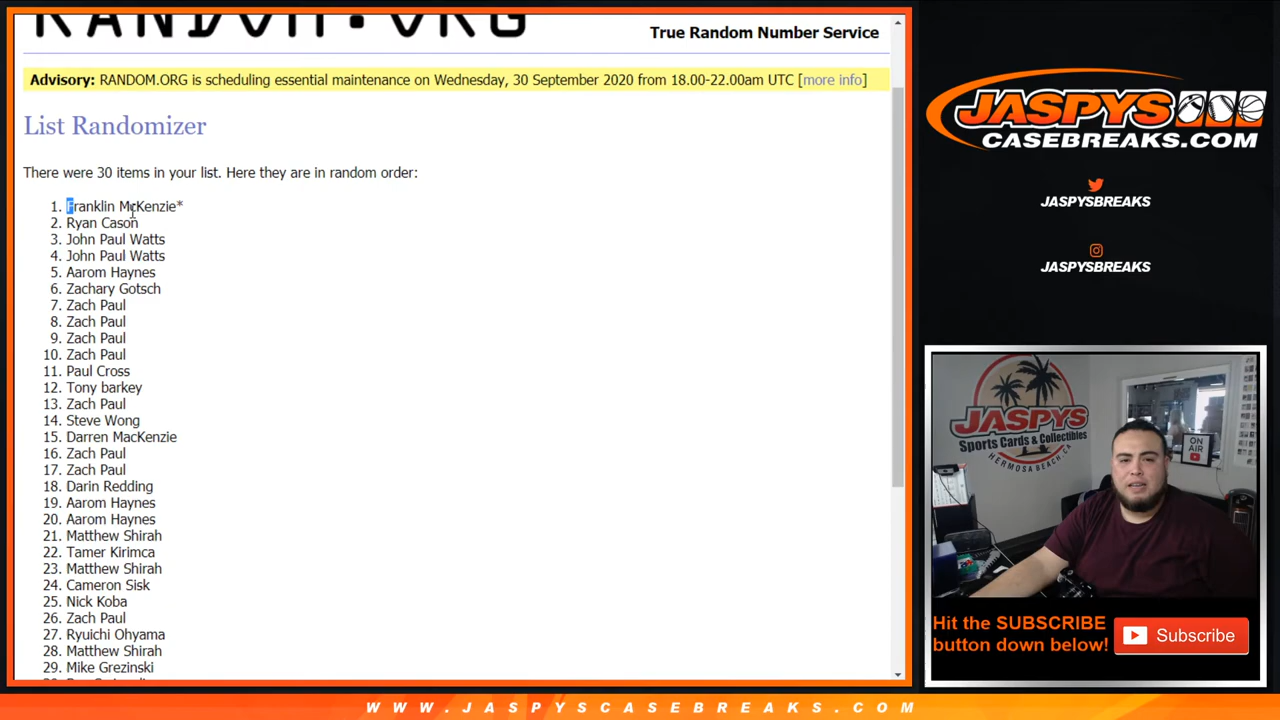 RANDOM.ORG
True Random Number Service
Advisory: RANDOM.ORG is scheduling essential maintenance on Wednesday, 30 September 2020 from 18.00-22.00am UTC [more info]
List Randomizer
There were 30 items in your list. Here they are in random order:
1. Franklin McKenzie*
2. Ryan Cason
3. John Paul Watts
4. John Paul Watts
5. Aarom Haynes
6. Zachary Gotsch
7. Zach Paul
8. Zach Paul
9. Zach Paul
10. Zach Paul
11. Paul Cross
12. Tony barkey
13. Zach Paul
14. Steve Wong
15. Darren MacKenzie
16. Zach Paul
17. Zach Paul
18. Darin Redding
19. Aarom Haynes
20. Aarom Haynes
21. Matthew Shirah
22. Tamer Kirimca
23. Matthew Shirah
24. Cameron Sisk
25. Nick Koba
26. Zach Paul
27. Ryuichi Ohyama
28. Matthew Shirah
29. Mike Grezinski
JASPYS
CASEBREAKS.COM
JASPYSBREAKS
JASPYSBREAKS
JASPYS
Sports Cards & Collectibles
HERMOSA BEACH, CA
ON
AIR
Hit the SUBSCRIBE
button down below!
Subscribe
WWW.JASPYSCASEBREAKS.COM